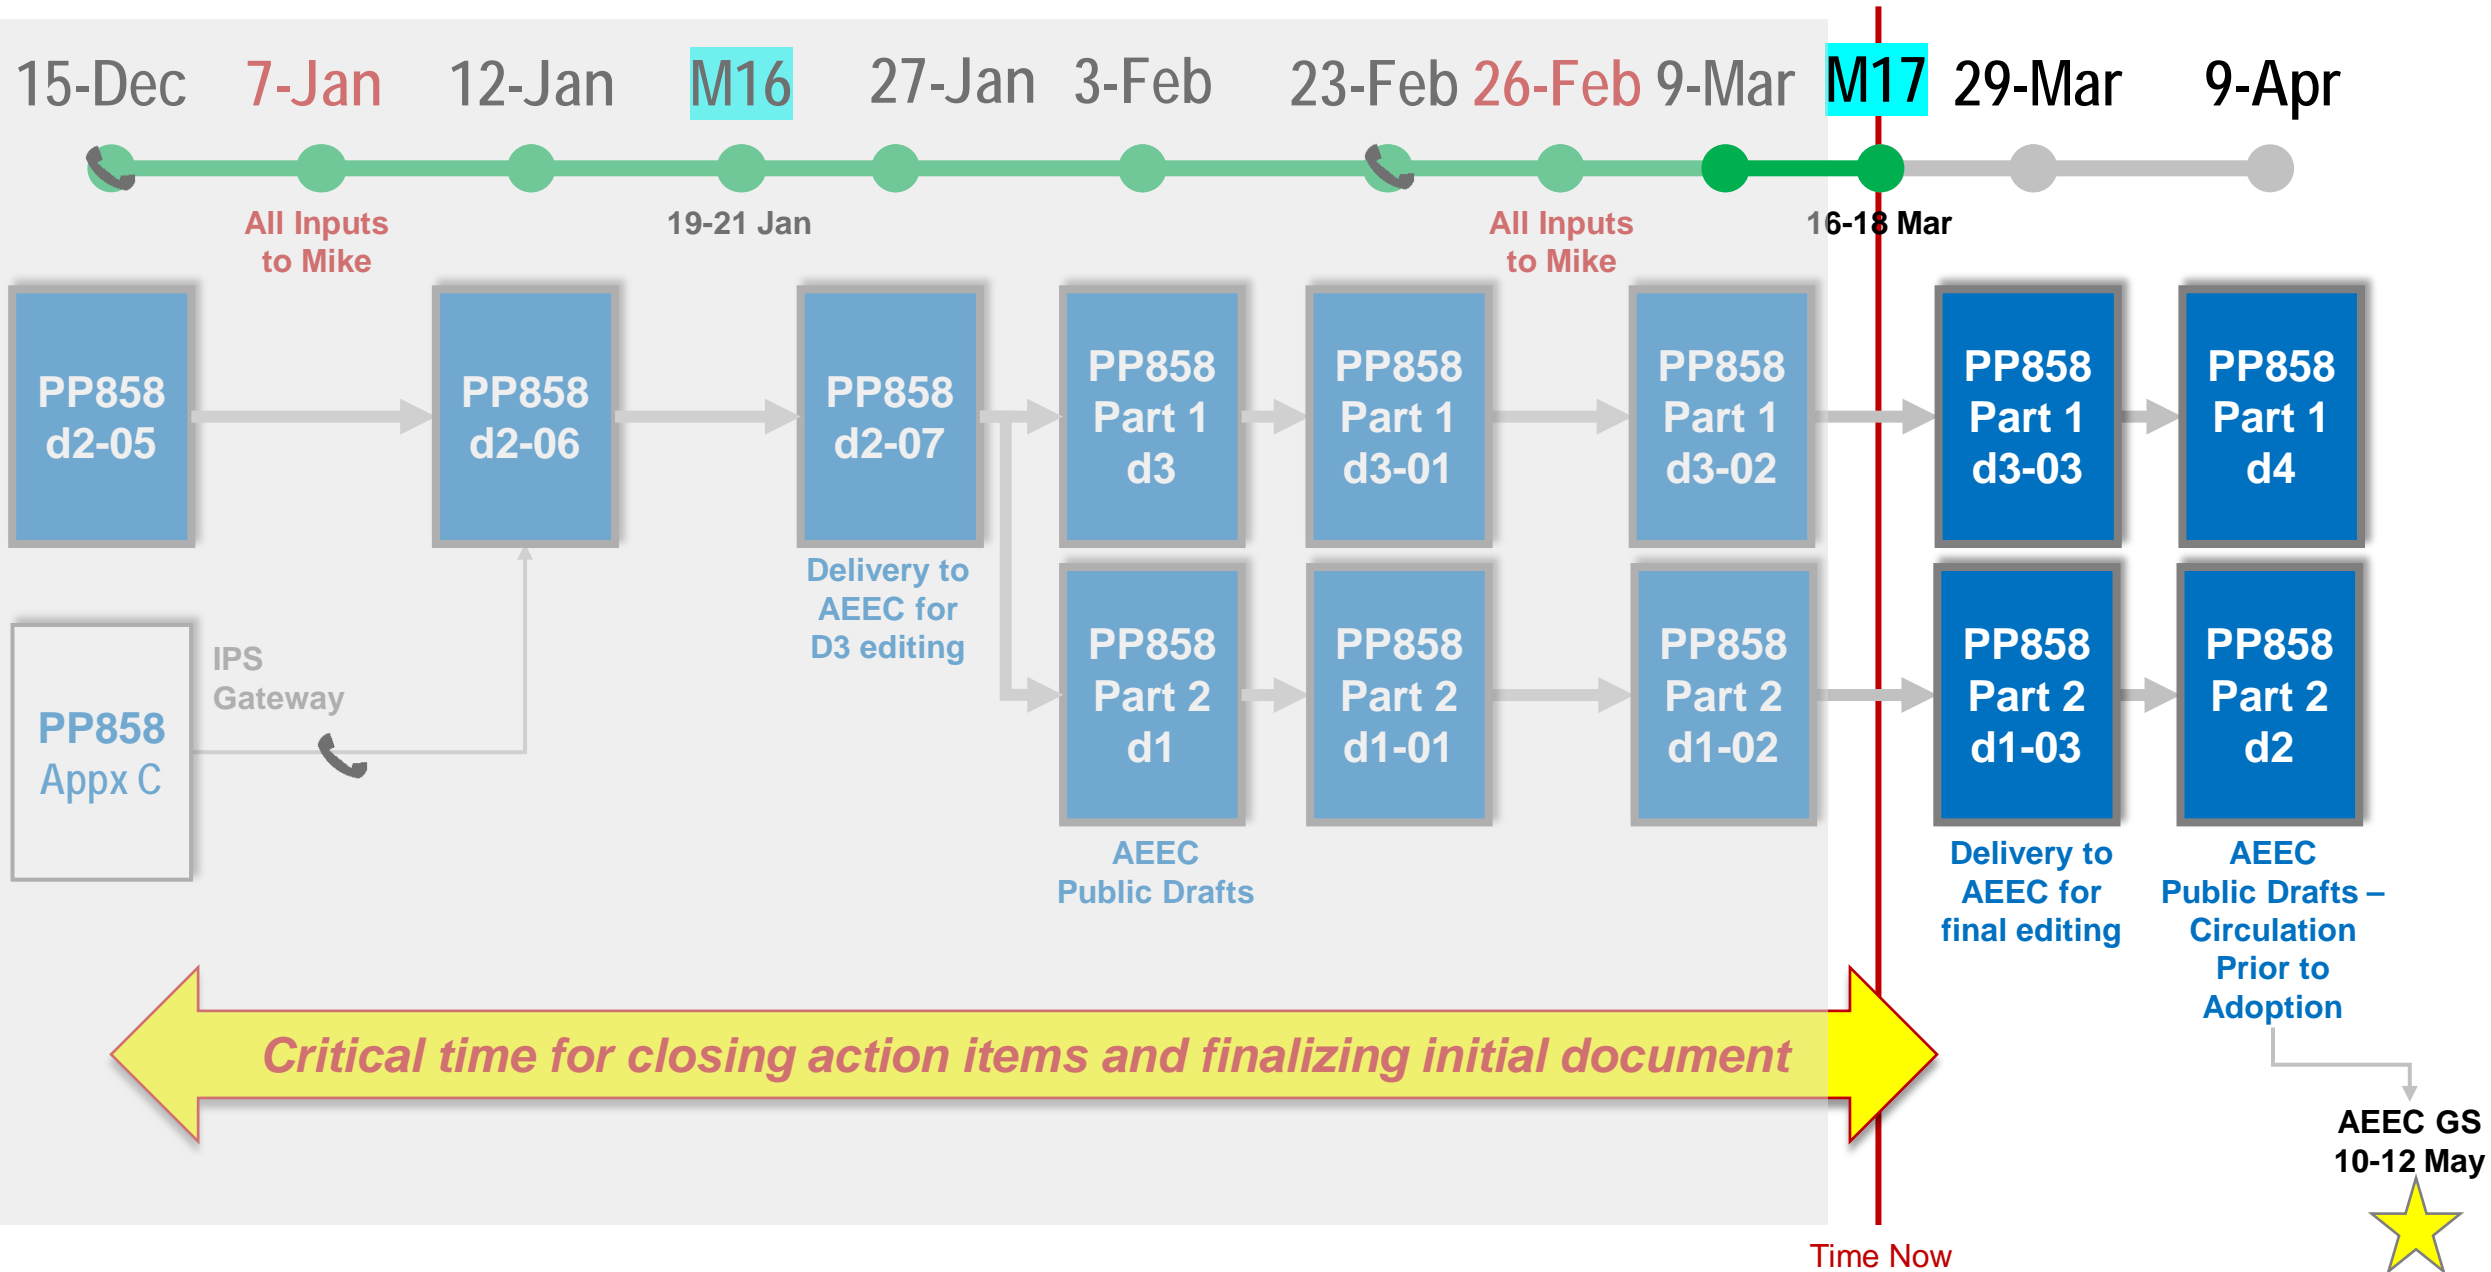 15-Dec
7-Jan
12-Jan
M16
27-Jan
3-Feb
23-Feb
26-Feb
9-Mar
M17
29-Mar
9-Apr
All Inputs
to Mike
19-21 Jan
All Inputs
to Mike
16-18 Mar
PP858
d2-05
PP858
d2-06
PP858
d2-07
PP858
Part 1
d3
PP858
Part 1
d3-01
PP858
Part 1
d3-02
PP858
Part 1
d3-03
PP858
Part 1
d4
Delivery to
AEEC for
D3 editing
PP858
Appx C
IPS
Gateway
PP858
Part 2
d1
PP858
Part 2
d1-01
PP858
Part 2
d1-02
PP858
Part 2
d1-03
PP858
Part 2
d2
AEEC
Public Drafts
Delivery to
AEEC for
final editing
AEEC
Public Drafts –
Circulation
Prior to
Adoption
Critical time for closing action items and finalizing initial document
AEEC GS
10-12 May
Time Now